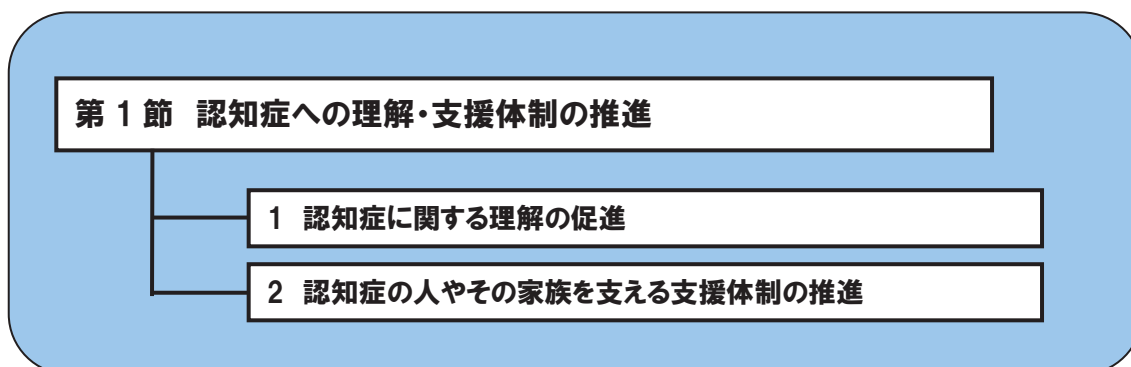 第1節 認知症への理解・支援体制の推進
1 認知症に関する理解の促進
2 認知症の人やその家族を支える支援体制の推進